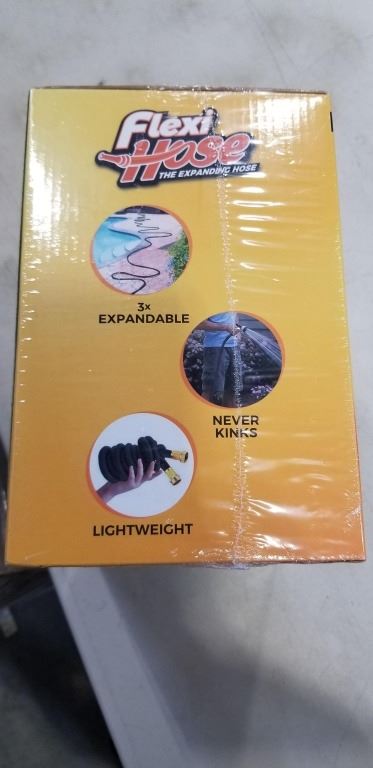 Flexi
Hose
THE EXPANDING HOSE
3x
EXPANDABLE
NEVER
KINKS
LIGHTWEIGHT